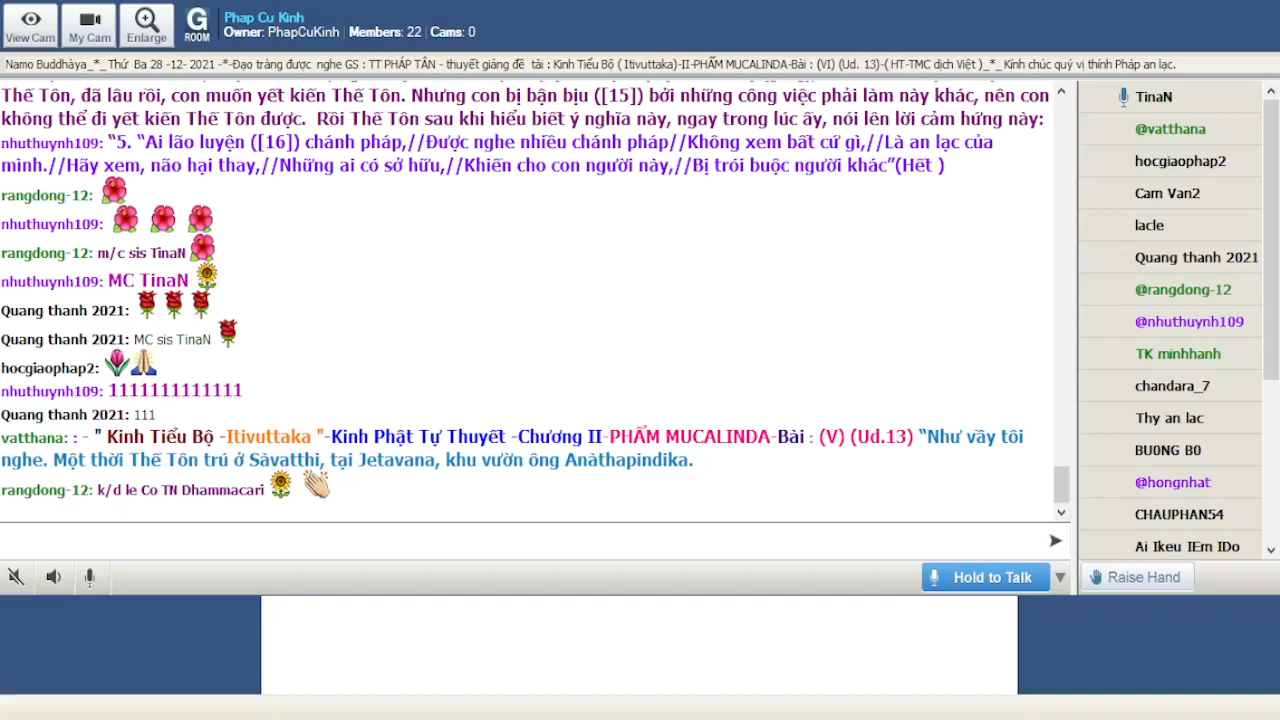 View Cam
My Cam
Enlarge
G
ROOM
Phap Cu Kinh
Owner: PhapCuKinh | Members: 22 | Cams: 0
Namo Buddhàya_*_Thứ Ba 28 -12- 2021 -*-Đạo tràng được nghe GS : TT PHÁP TÂN - thuyết giảng đề tài : Kinh Tiểu Bộ ( Itivuttaka)-II-PHẨM MUCALINDA-Bài : (VI) (Ud. 13)-( HT-TMC dịch Việt )_*_ Kính chúc quý vị thính Pháp an lạc.
Thế Tôn, đã lâu rồi, con muốn yết kiến Thế Tôn. Nhưng con bị bận bịu ([15]) bởi những công việc phải làm này khác, nên con
không thể đi yết kiến Thế Tôn được. Rồi Thế Tôn sau khi hiểu biết ý nghĩa này, ngay trong lúc ấy, nói lên lời cảm hứng này:
nhuthuynh109: “5. “Ai lão luyện ([16]) chánh pháp,//Được nghe nhiều chánh pháp//Không xem bất cứ gì,//Là an lạc của
mình.//Hãy xem, não hại thay,//Những ai có sở hữu,//Khiến cho con người này,//Bị trói buộc người khác”(Hết )
rangdong-12:
nhuthuynh109:
rangdong-12: m/c sis TinaN
nhuthuynh109: MC TinaN
Quang thanh 2021:
Quang thanh 2021: MC sis TinaN
hocgiaophap2:
nhuthuynh109: 1111111111111
Quang thanh 2021: 111
vatthana: : - " Kinh Tiểu Bộ -Itivuttaka "-Kinh Phật Tự Thuyết -Chương II-PHẨM MUCALINDA-Bài : (V) (Ud.13) “Như vầy tôi
nghe. Một thời Thế Tôn trú ở Sàvatthi, tại Jetavana, khu vườn ông Anàthapindika.
rangdong-12: k/d le Co TN Dhammacari
Hold to Talk
TinaN
@vatthana
hocgiaophap2
Cam Van2
lacle
Quang thanh 2021
@rangdong-12
@nhuthuynh109
TK minhhanh
chandara_7
Thy an lac
BU0NG B0
@hongnhat
CHAUPHAN54
Ai Ikeu IEm IDo
Raise Hand